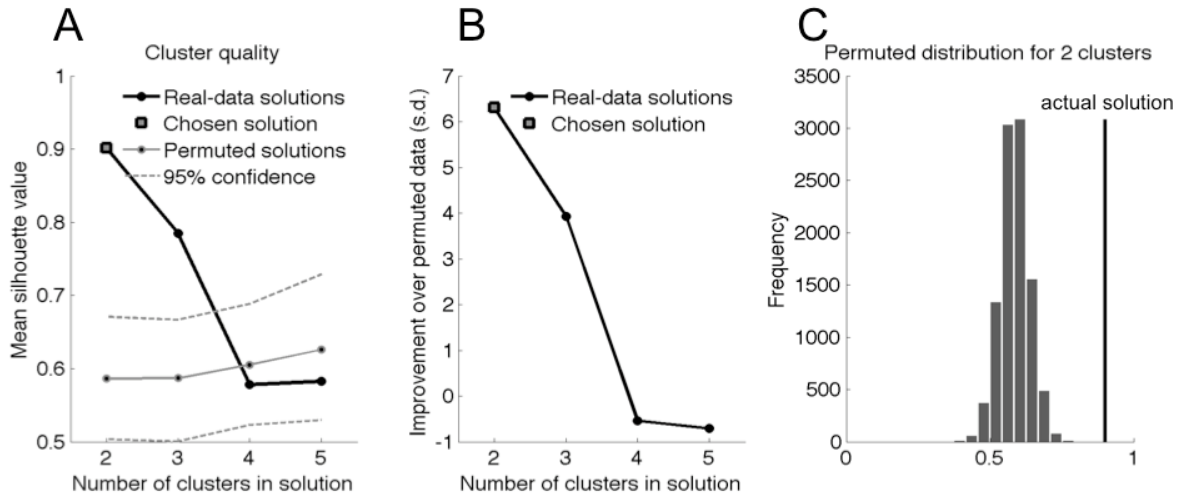 A
Cluster quality
Mean silhouette value
1
0.9
0.8
0.7
0.6
0.5
Real-data solutions
Chosen solution
Permuted solutions
95% confidence
2 3 4 5
Number of clusters in solution
B
Improvement over permuted data (s.d.)
7
6
5
4
3
2
1
0
-1
Real-data solutions
Chosen solution
2 3 4 5
Number of clusters in solution
C
Permuted distribution for 2 clusters
Frequency
3500
3000
2500
2000
1500
1000
500
0
actual solution
0 0.5 1